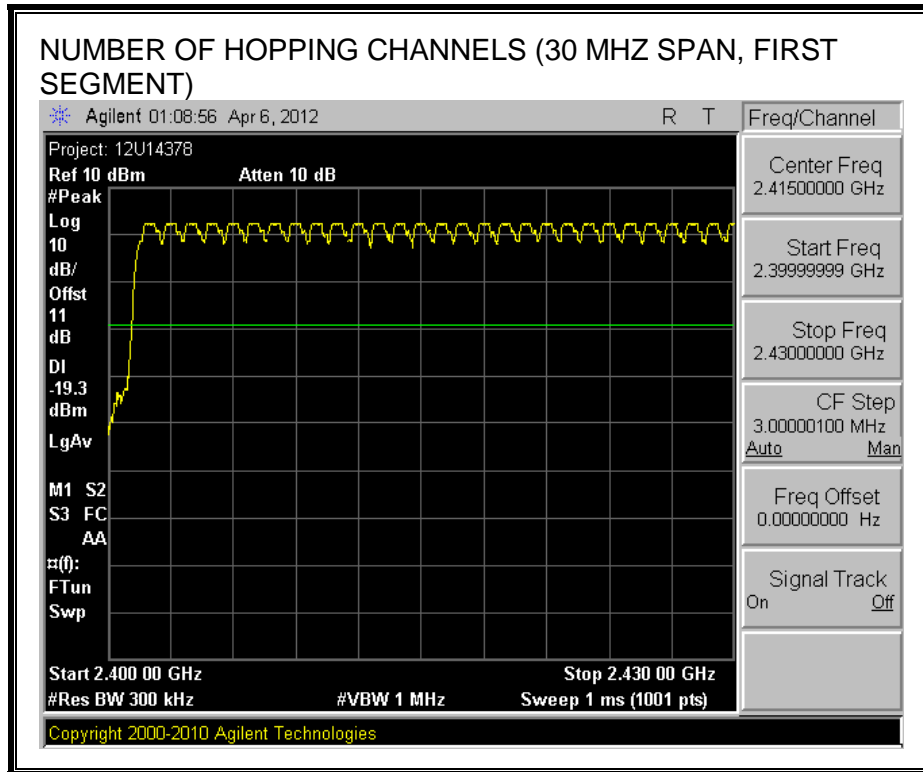 NUMBER OF HOPPING CHANNELS (30 MHZ SPAN, FIRST
SEGMENT)
Agilent 01:08:56 Apr 6, 2012 R T
Project: 12U14378
Ref 10 dBm Atten 10 dB
#Peak
Log
10
dB/
Offst
11
dB
DI
-19.3
dBm
LgAv
M1 S2
S3 FC
AA
¤(f):
FTun
Swp
Start 2.400 00 GHz Stop 2.430 00 GHz
#Res BW 300 kHz #VBW 1 MHz Sweep 1 ms (1001 pts)
Copyright 2000-2010 Agilent Technologies
Freq/Channel
Center Freq
2.41500000 GHz
Start Freq
2.39999999 GHz
Stop Freq
2.43000000 GHz
CF Step
3.00000100 MHz
Auto Man
Freq Offset
0.00000000 Hz
Signal Track
On Off